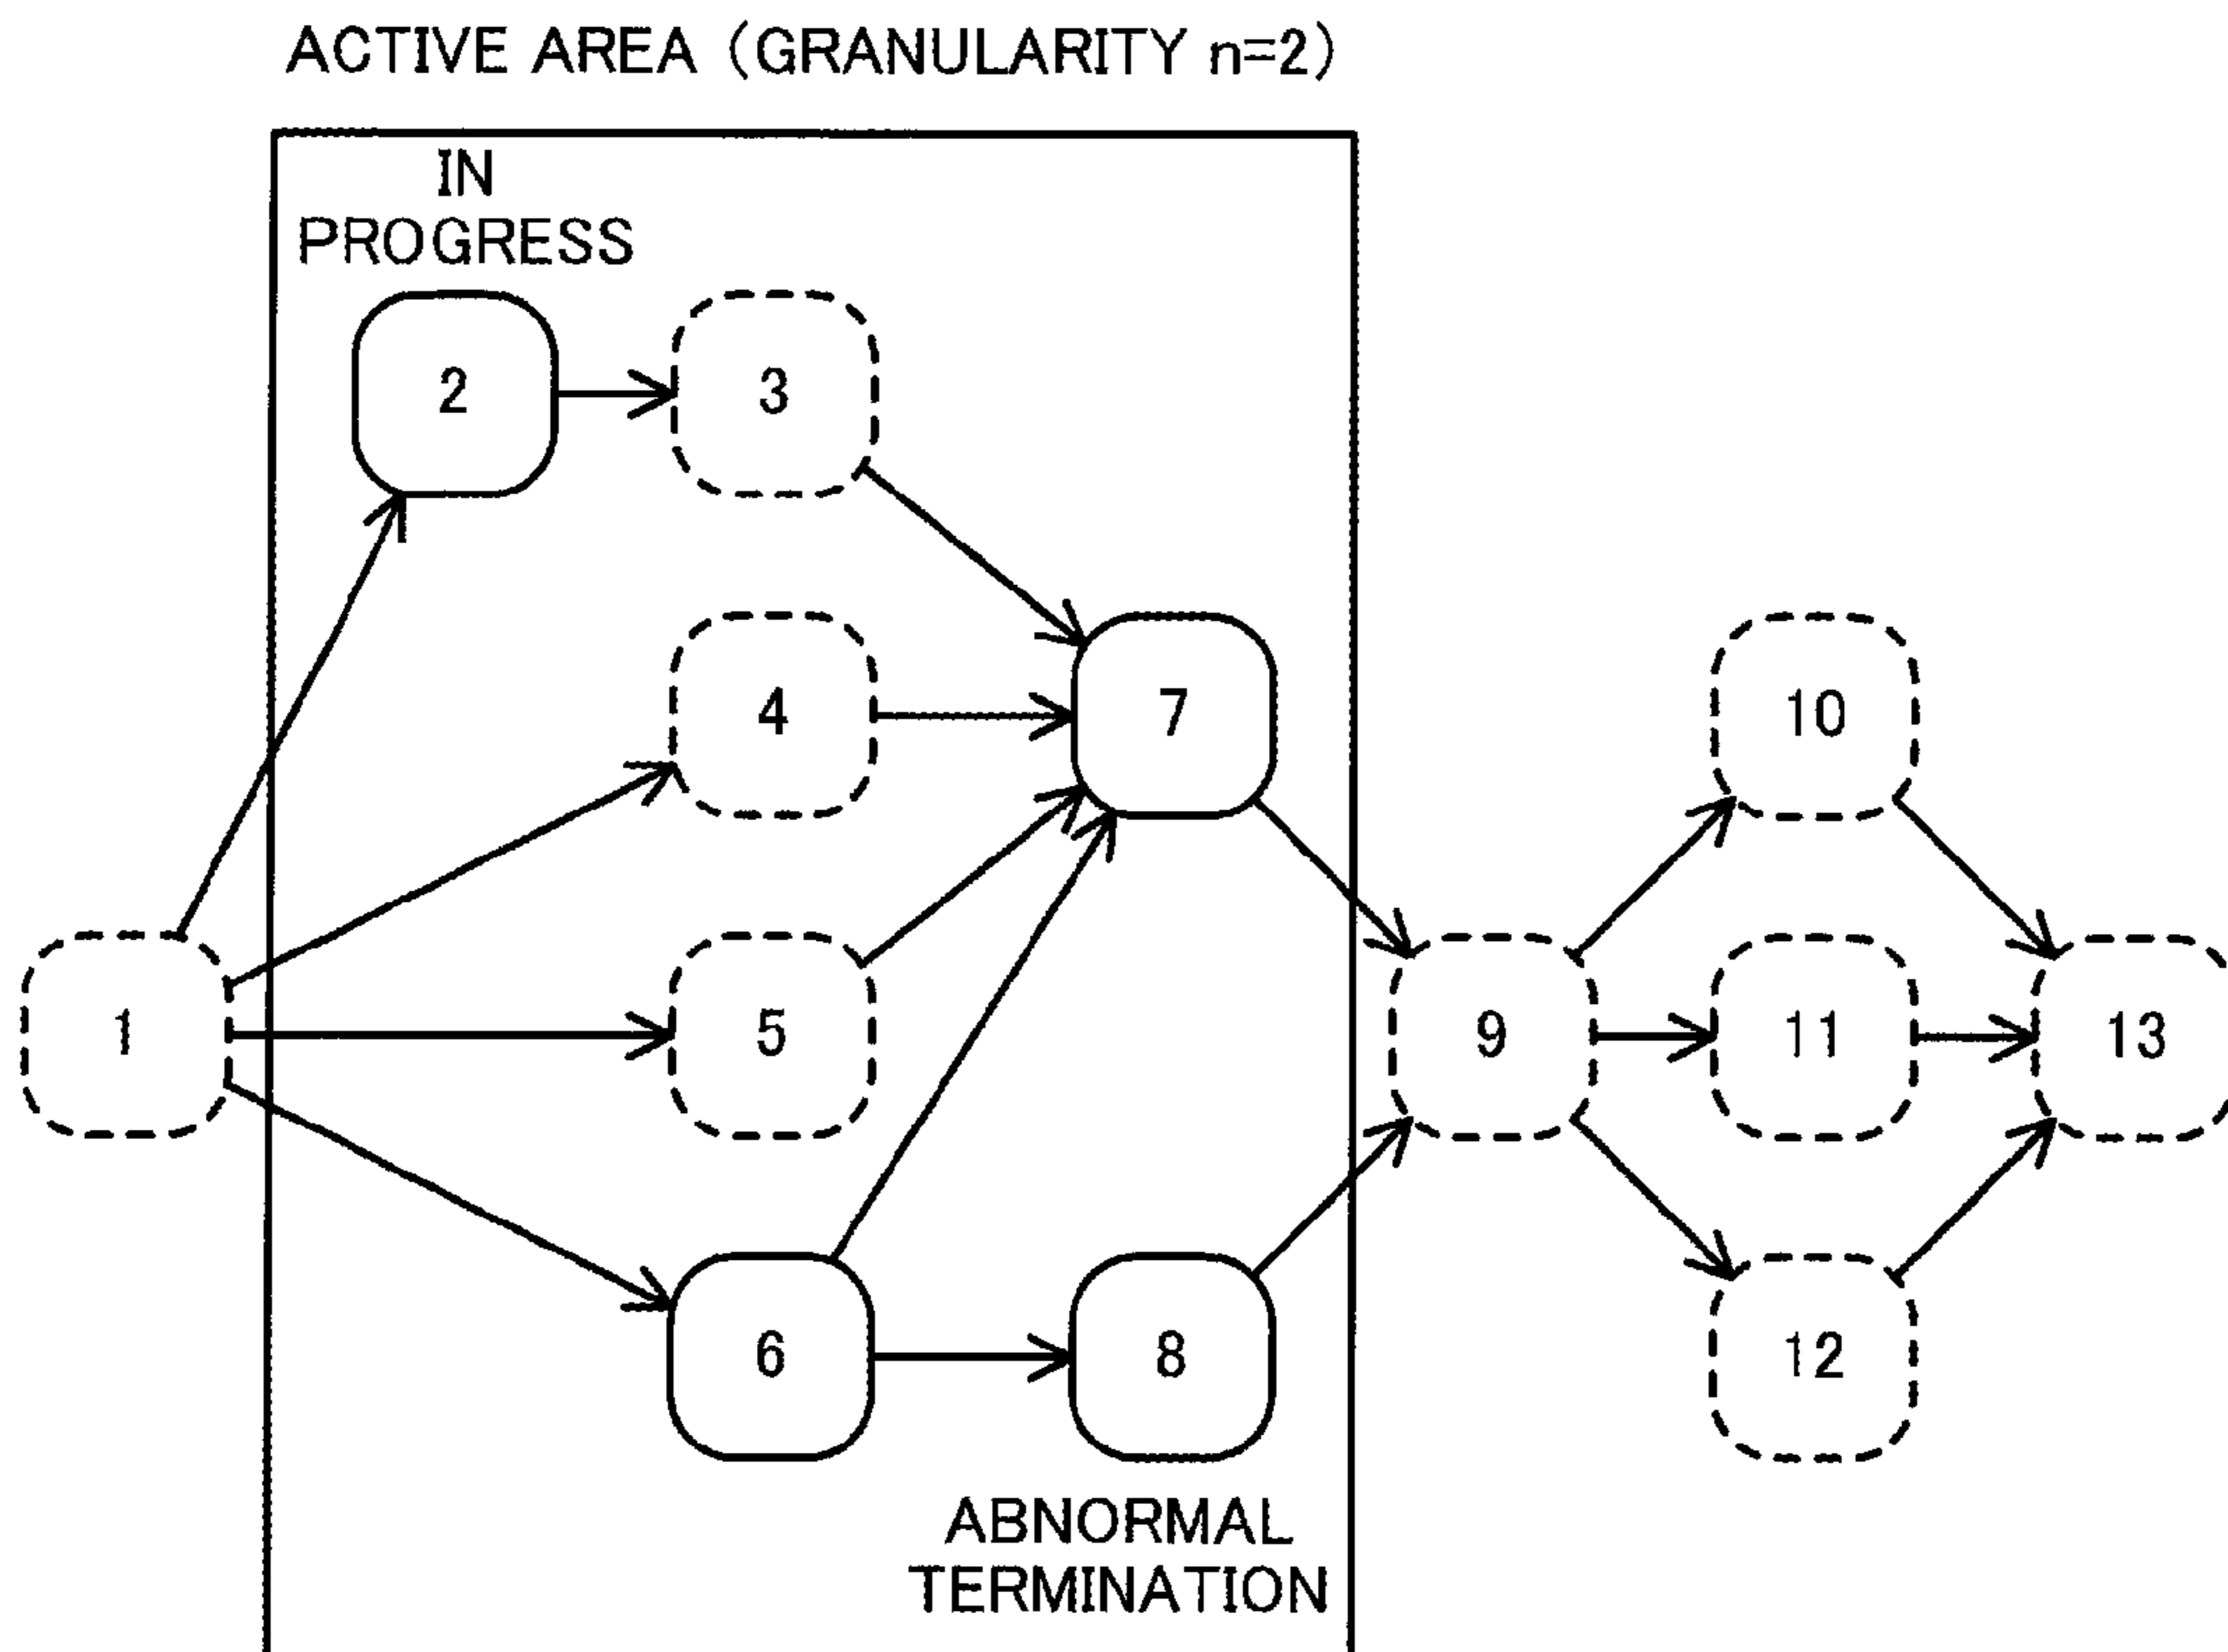 ACTIVE AREA (GRANULARITY n=2)
IN
PROGRESS
2
3
4
7
10
1
5
9
11
13
6
8
12
ABNORMAL
TERMINATION